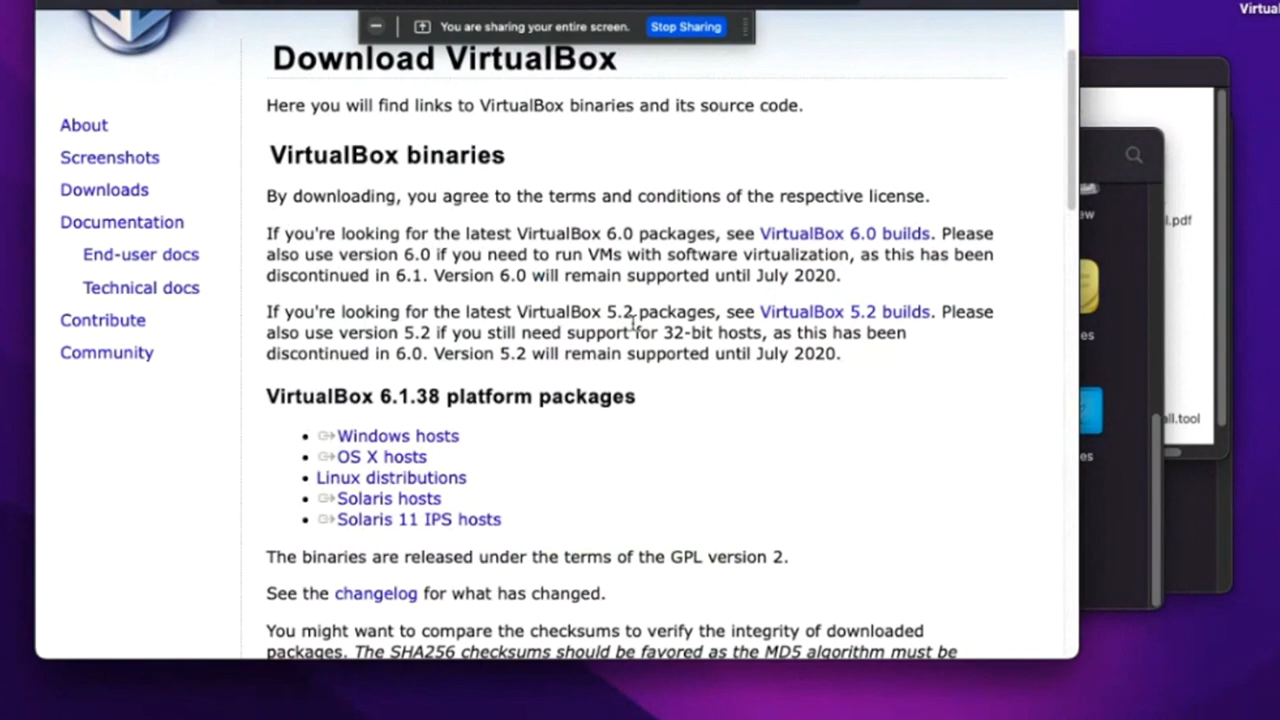 You are sharing your entire screen. Stop Sharing
Virtual
Download VirtualBox
Here you will find links to VirtualBox binaries and its source code.
About
Screenshots
Downloads
Documentation
End-user docs
Technical docs
Contribute
Community
VirtualBox binaries
By downloading, you agree to the terms and conditions of the respective license.
If you're looking for the latest VirtualBox 6.0 packages, see VirtualBox 6.0 builds. Please
also use version 6.0 if you need to run VMs with software virtualization, as this has been
discontinued in 6.1. Version 6.0 will remain supported until July 2020.
If you're looking for the latest VirtualBox 5.2 packages, see VirtualBox 5.2 builds. Please
also use version 5.2 if you still need support for 32-bit hosts, as this has been
discontinued in 6.0. Version 5.2 will remain supported until July 2020.
VirtualBox 6.1.38 platform packages
Windows hosts
OS X hosts
Linux distributions
Solaris hosts
Solaris 11 IPS hosts
The binaries are released under the terms of the GPL version 2.
See the changelog for what has changed.
You might want to compare the checksums to verify the integrity of downloaded
packages. The SHA256 checksums should be favored as the MD5 algorithm must be
ew
l.pdf
es
all.tool
es